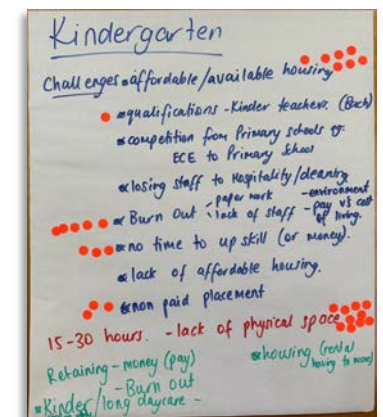 Kindergarten
Challenges affordable/available housing
qualifications - Kinder teachers. (Bach)
competition from Primary schools eg.
ECE to Primary School
losing staff to Hospitality/cleaning
- paper work - environment
Burn Out - lack of staff - pay vs cost of living.
no time to up skill (or money).
lack of affordable housing.
non paid placement
15-30 hours. - lack of physical space
Retaining - money (pay)
- Burn out
housing (rental having to move)
Kinder/long daycare -